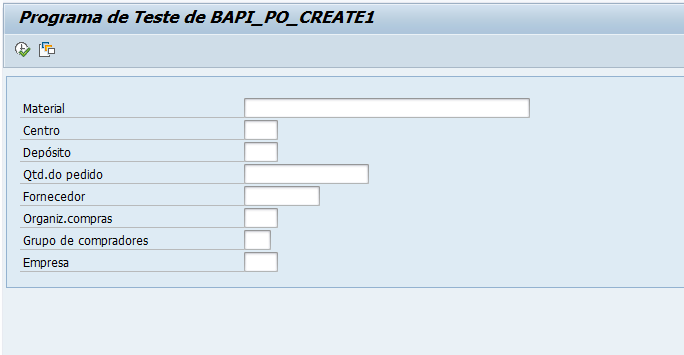 Programa de Teste de BAPI_PO_CREATE1
Material
Centro
Depósito
Qtd.do pedido
Fornecedor
Organiz.compras
Grupo de compradores
Empresa